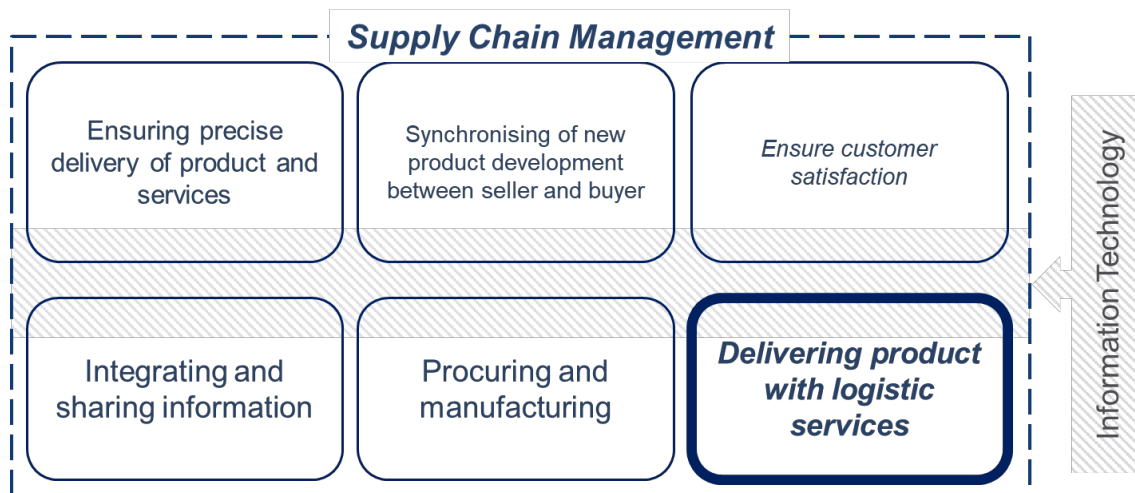 Supply Chain Management
Ensuring precise
delivery of product and
services
Synchronising of new
product development
between seller and buyer
Ensure customer
satisfaction
Integrating and
sharing information
Procuring and
manufacturing
Delivering product
with logistic
services
Information Technology